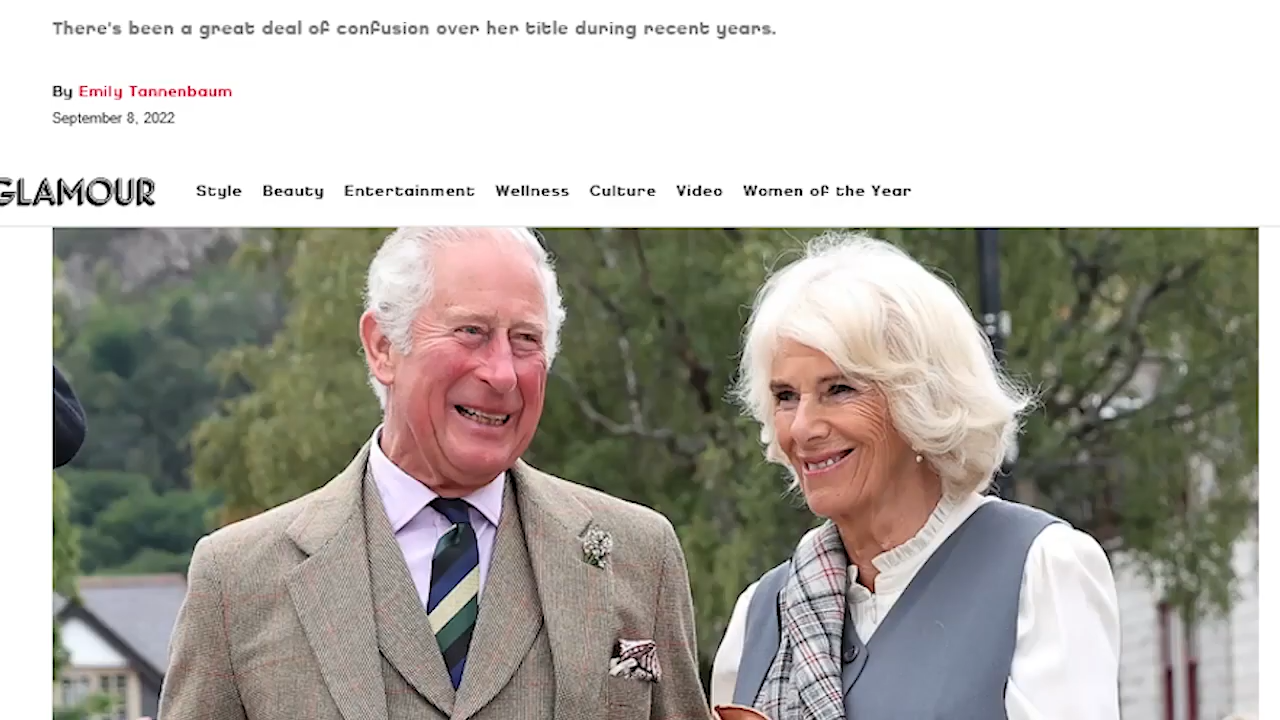 There's been a great deal of confusion over her title during recent years.
By Emily Tannenbaum
September 8, 2022
GLAMOUR Style Beauty Entertainment Wellness Culture Video Women of the Year